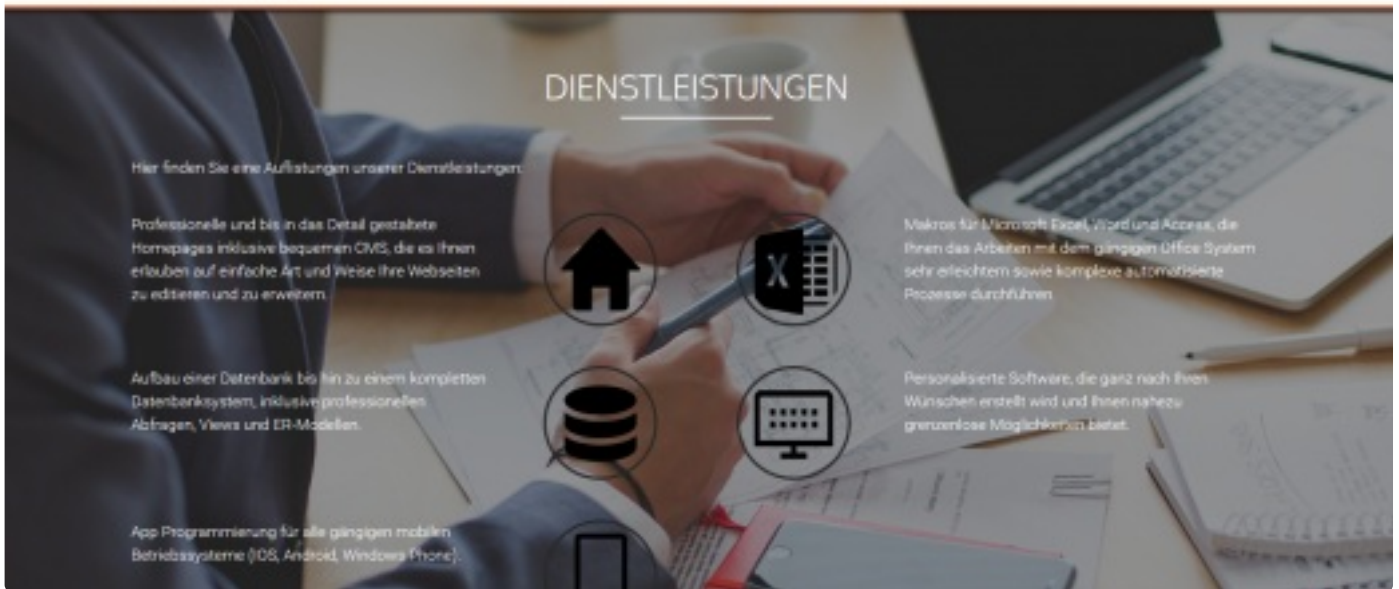 DIENSTLEISTUNGEN
Hier finden Sie eine Auflistungen unserer Dienstleistungen.
Professionelle und bis in das Detail gestaltete
Homepages inklusive bequemen CMS, die es Ihnen
erlauben auf einfache Art und Weise Ihre Webseiten
zu editieren und zu erweitern.
Makros für Microsoft Excel, Word und Access, die
Ihnen das Arbeiten mit dem gängigen Office System
sehr erleichtern sowie komplexe automatisierte
Prozesse durchführen
X
Aufbau einer Datenbank bis hin zu einem kompletten
Datenbanksystem, inklusive professionellen
Abfragen, Views und ER-Modellen.
Personalisierte Software, die ganz nach Ihren
Wünschen erstellt wird und Ihnen nahezu
grenzenlose Möglichkeiten bietet.
App Programmierung für alle gängigen mobilen
Betriebssysteme (IOS, Android, Windows Phone).